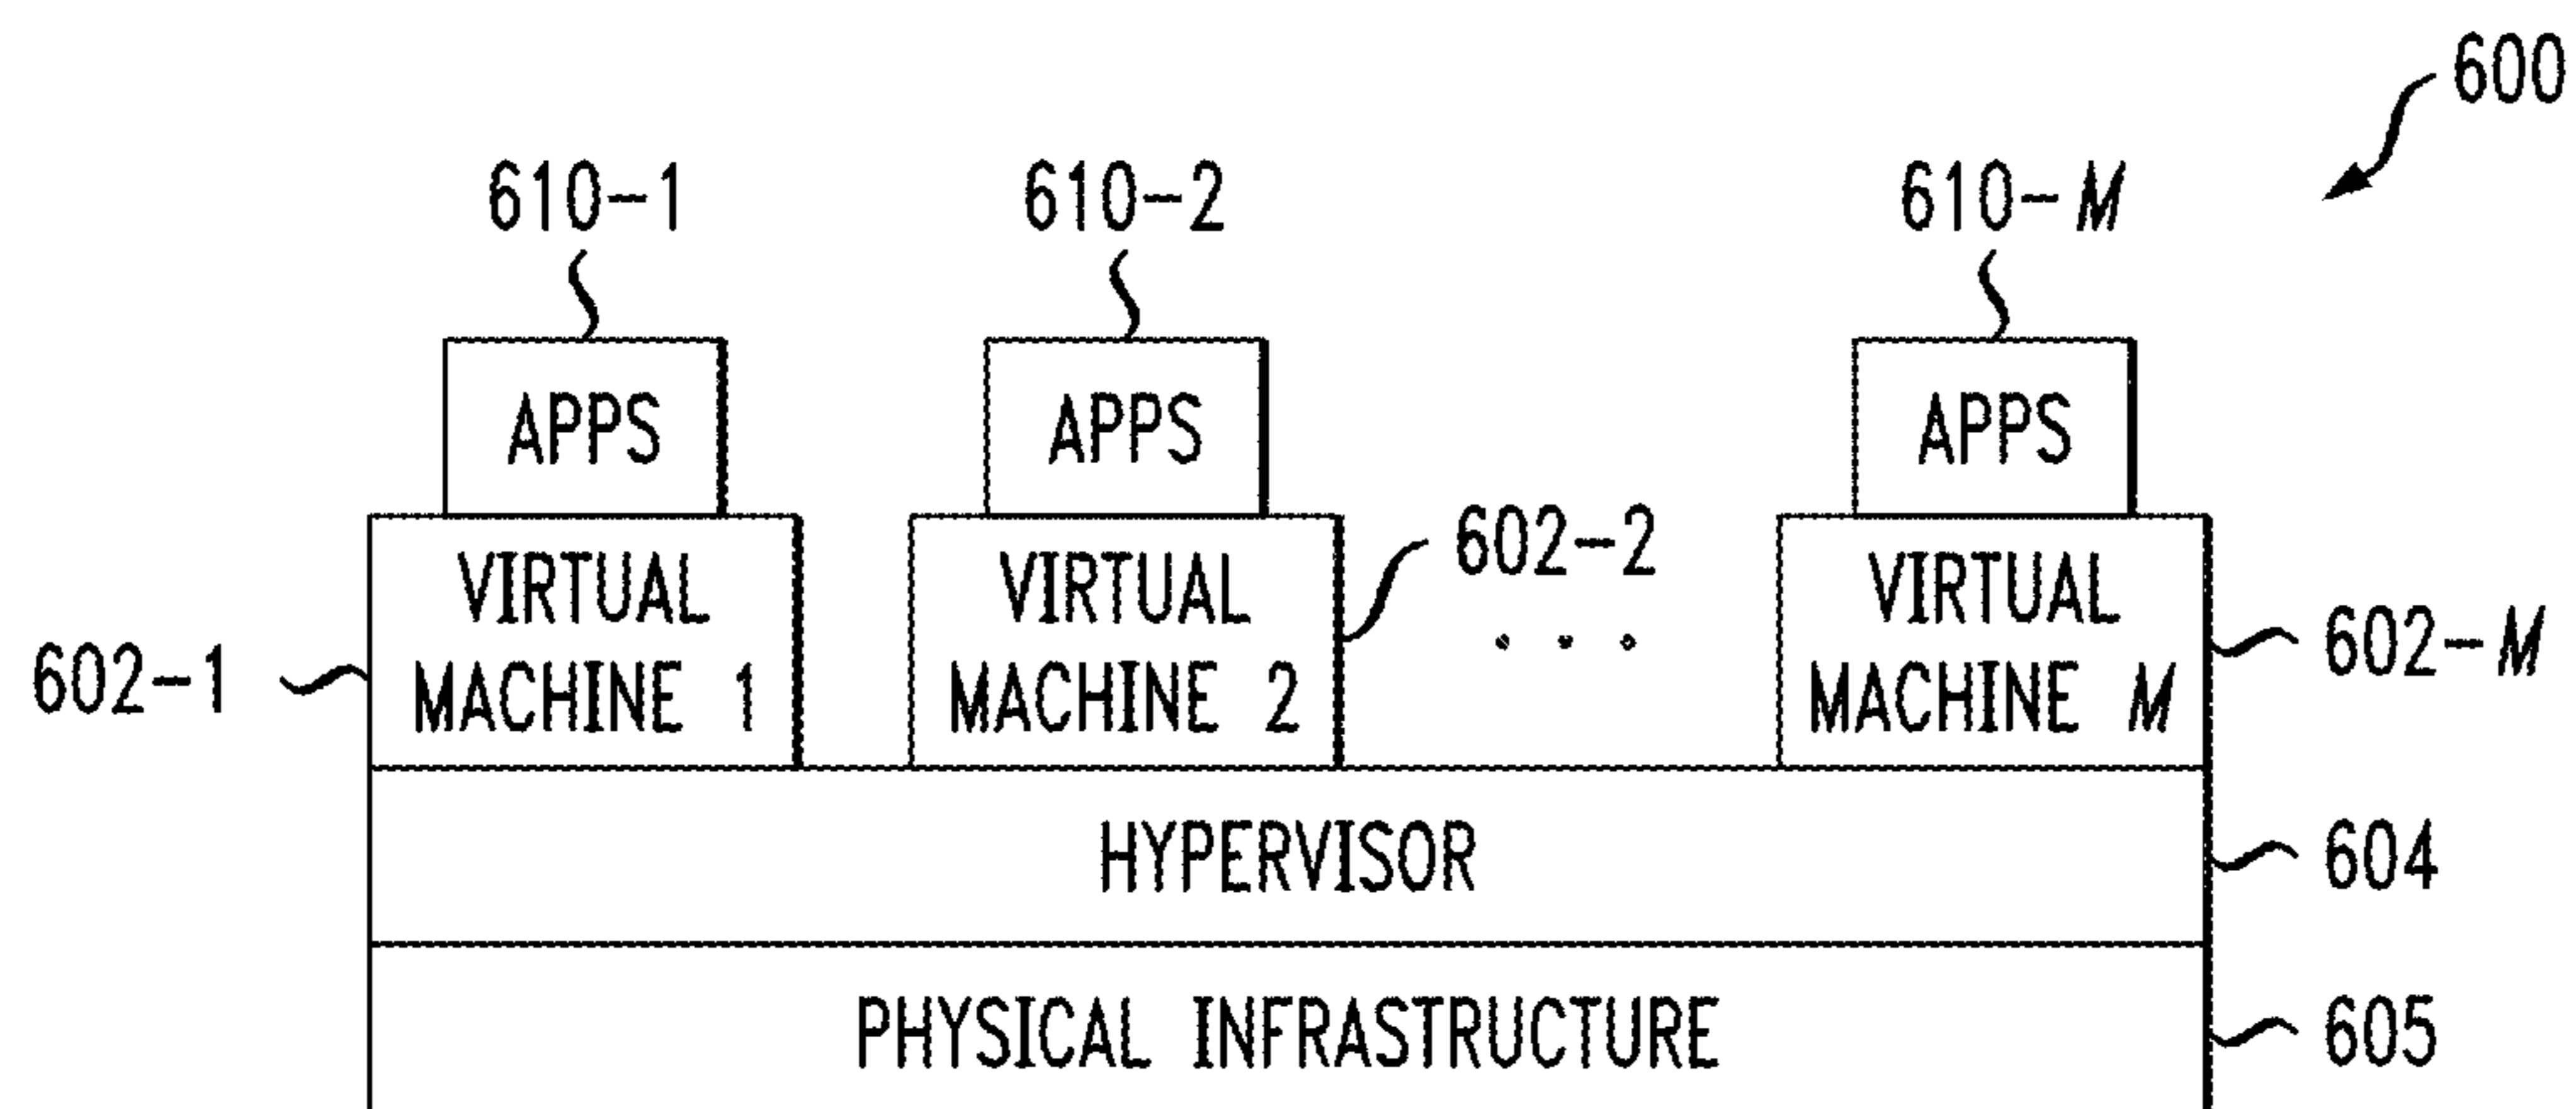 600
610-1 610-2 610-M
APPS APPS APPS
602-2
VIRTUAL VIRTUAL VIRTUAL
602-1 MACHINE 1 MACHINE 2 . . . MACHINE M 602-M
HYPERVISOR 604
PHYSICAL INFRASTRUCTURE 605